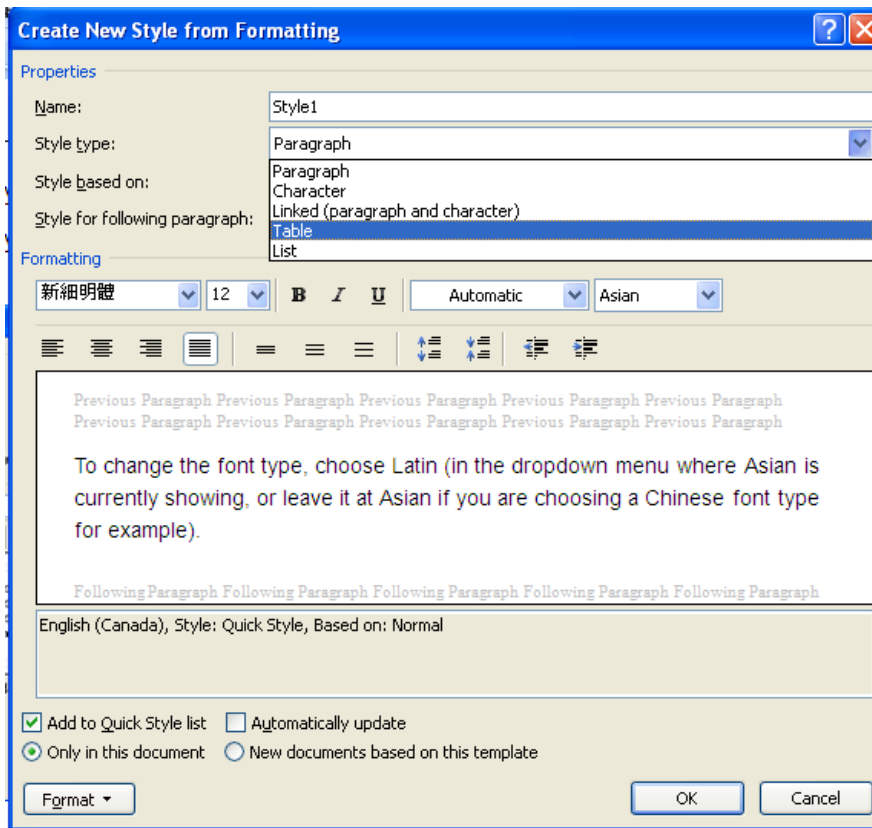 Create New Style from Formatting
Properties
Name:
Style1
Style type:
Paragraph
Style based on:
Paragraph
Character
Linked (paragraph and character)
Style for following paragraph:
Table
List
Formatting
新細明體 12 B I U Automatic Asian
Previous Paragraph Previous Paragraph Previous Paragraph Previous Paragraph Previous Paragraph
Previous Paragraph Previous Paragraph Previous Paragraph Previous Paragraph Previous Paragraph
To change the font type, choose Latin (in the dropdown menu where Asian is
currently showing, or leave it at Asian if you are choosing a Chinese font type
for example).
Following Paragraph Following Paragraph Following Paragraph Following Paragraph Following Paragraph
English (Canada), Style: Quick Style, Based on: Normal
Add to Quick Style list Automatically update
Only in this document New documents based on this template
Format OK Cancel